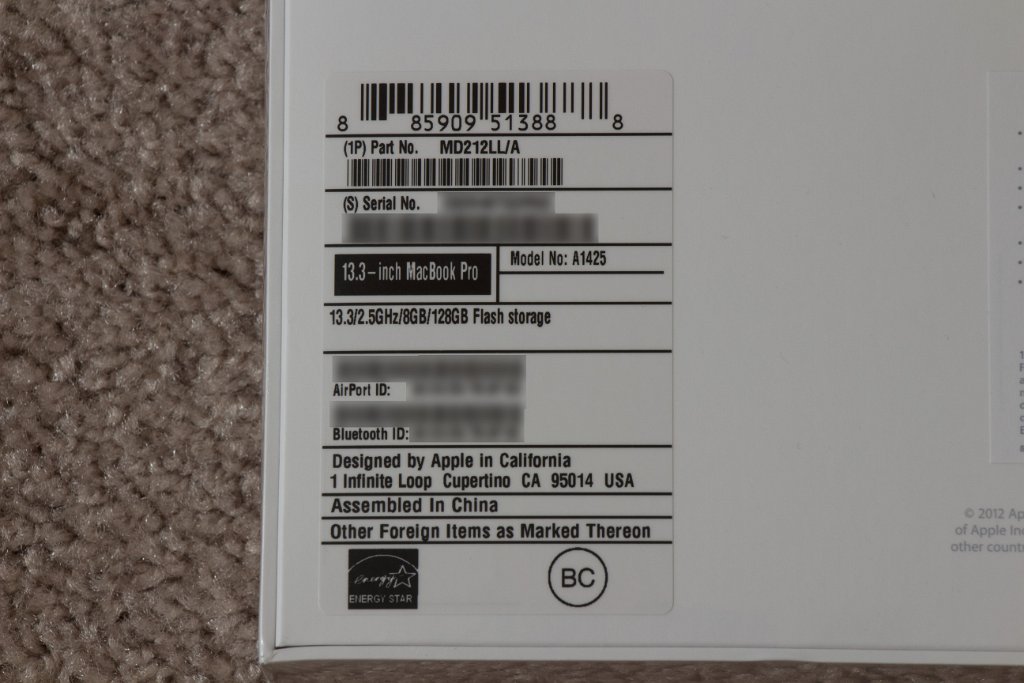 8 85909 51388 8
(1P) Part No. MD212LL/A
(S) Serial No.
13.3-inch MacBook Pro
Model No: A1425
13.3/2.5GHz/8GB/128GB Flash storage
AirPort ID:
Bluetooth ID:
Designed by Apple in California
1 Infinite Loop Cupertino CA 95014 USA
Assembled In China
Other Foreign Items as Marked Thereon
energy
ENERGY STAR
BC
© 2012 Ap
of Apple Inc
other countr